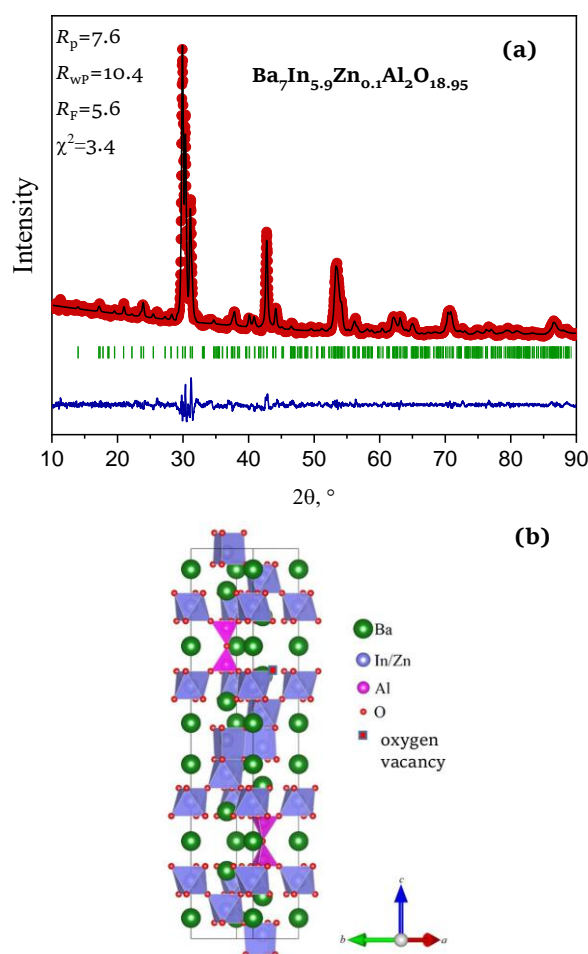 (a)
Rp=7.6
RwP=10.4
RF=5.6
χ²=3.4
Ba₇In₅.₉Zn₀.₁Al₂O₁₈.₉₅
Intensity
10 20 30 40 50 60 70 80 90
2θ, °
(b)
Ba
In/Zn
Al
O
oxygen
vacancy
c
b
a